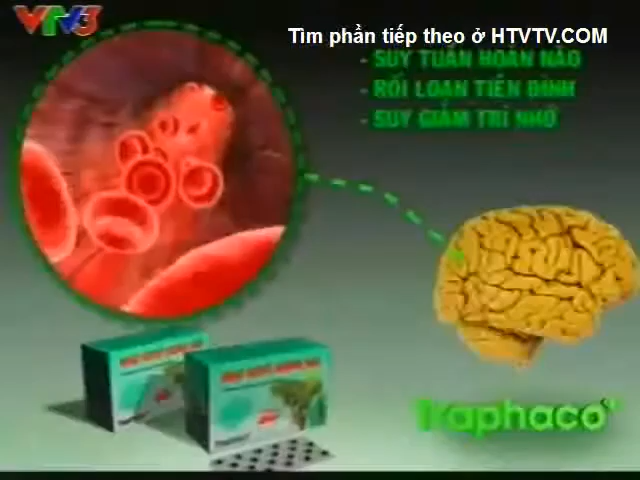 VTV3
Tìm phần tiếp theo ở HTVTV.COM
- SUY TUẦN HOÀN NÃO
- RỐI LOẠN TIỀN ĐÌNH
- SUY GIẢM TRÍ NHỚ
Traphaco